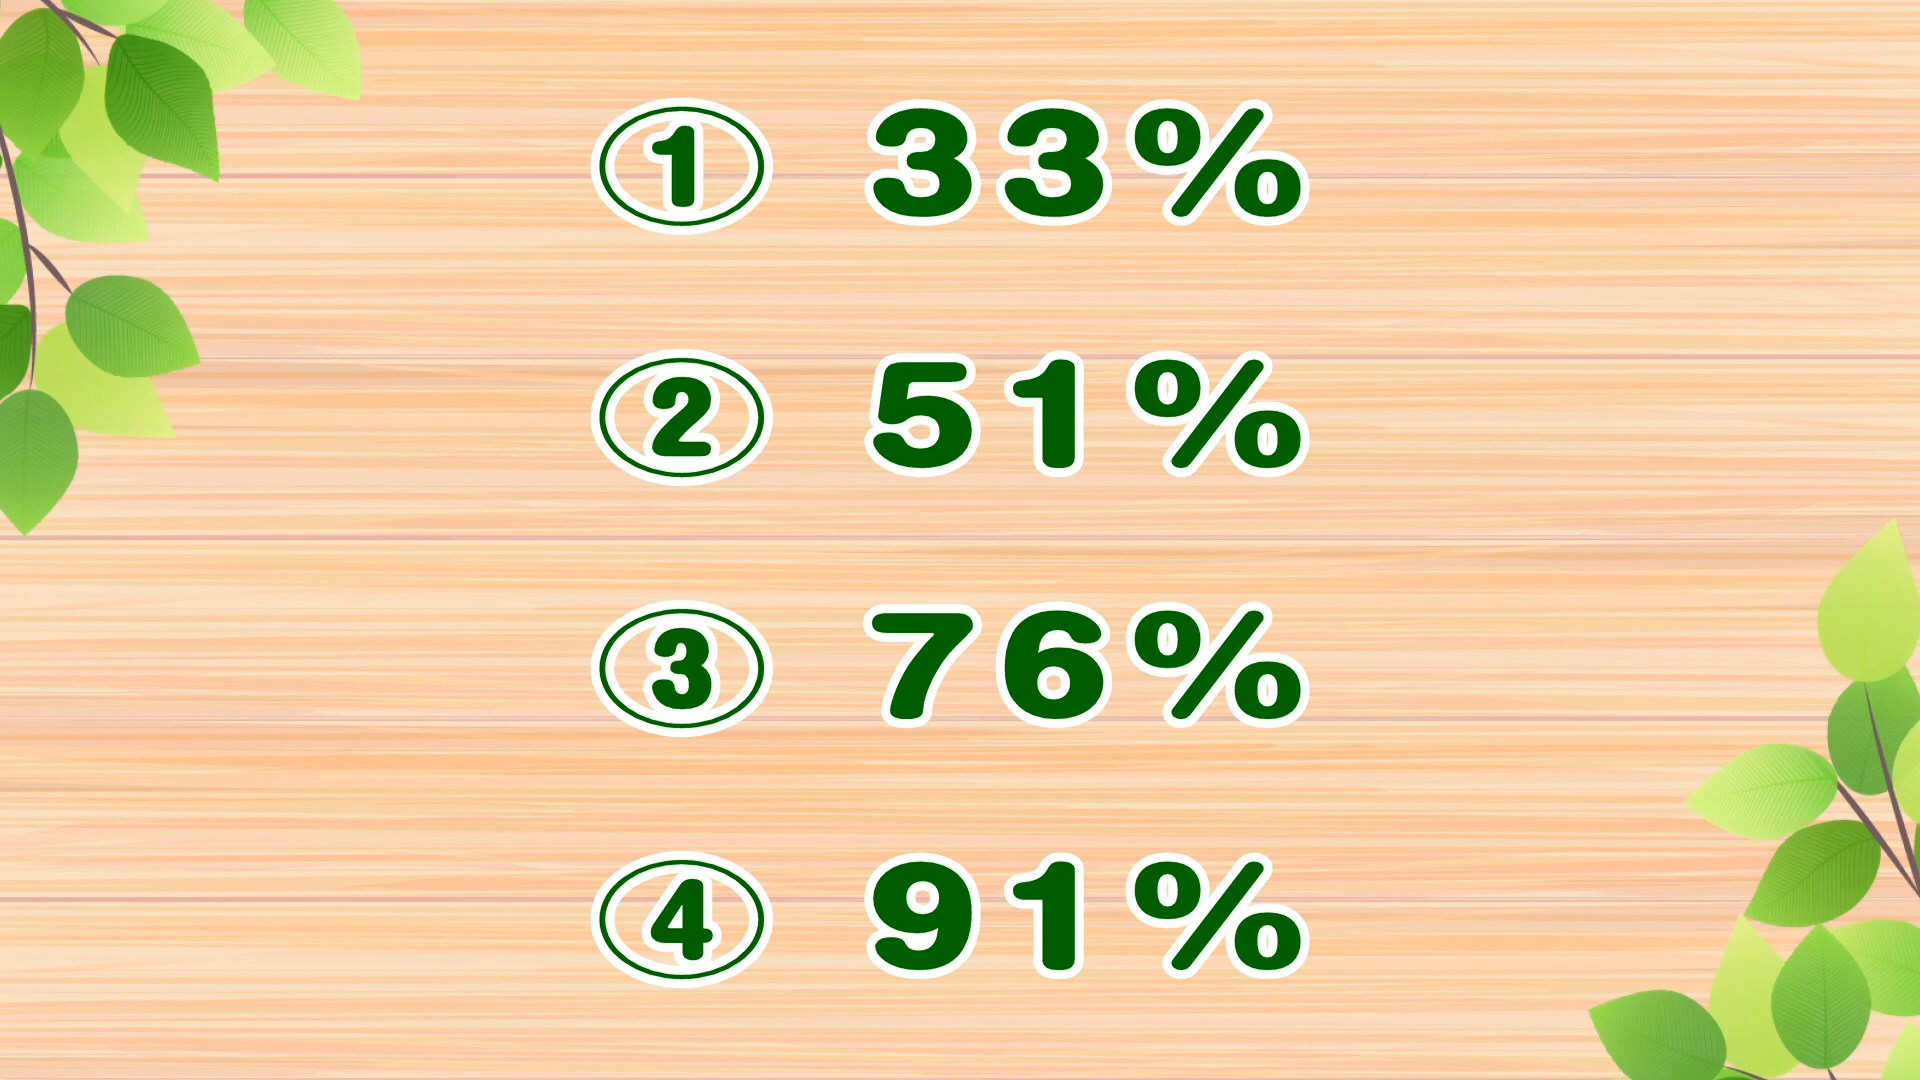 ① 33%
② 51%
③ 76%
④ 91%